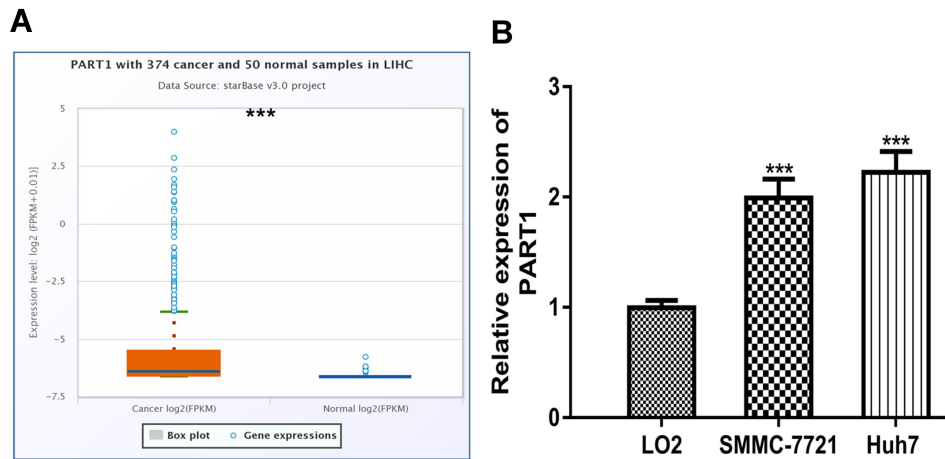 A
PART1 with 374 cancer and 50 normal samples in LIHC
Data Source: starBase v3.0 project
Expression level: log2 (FPKM+0.01)]
5
2.5
0
−2.5
−5
−7.5
***
Cancer log2(FPKM)
Normal log2(FPKM)
Box plot
Gene expressions
B
Relative expression of
PART1
3
2
1
0
***
***
LO2
SMMC-7721
Huh7